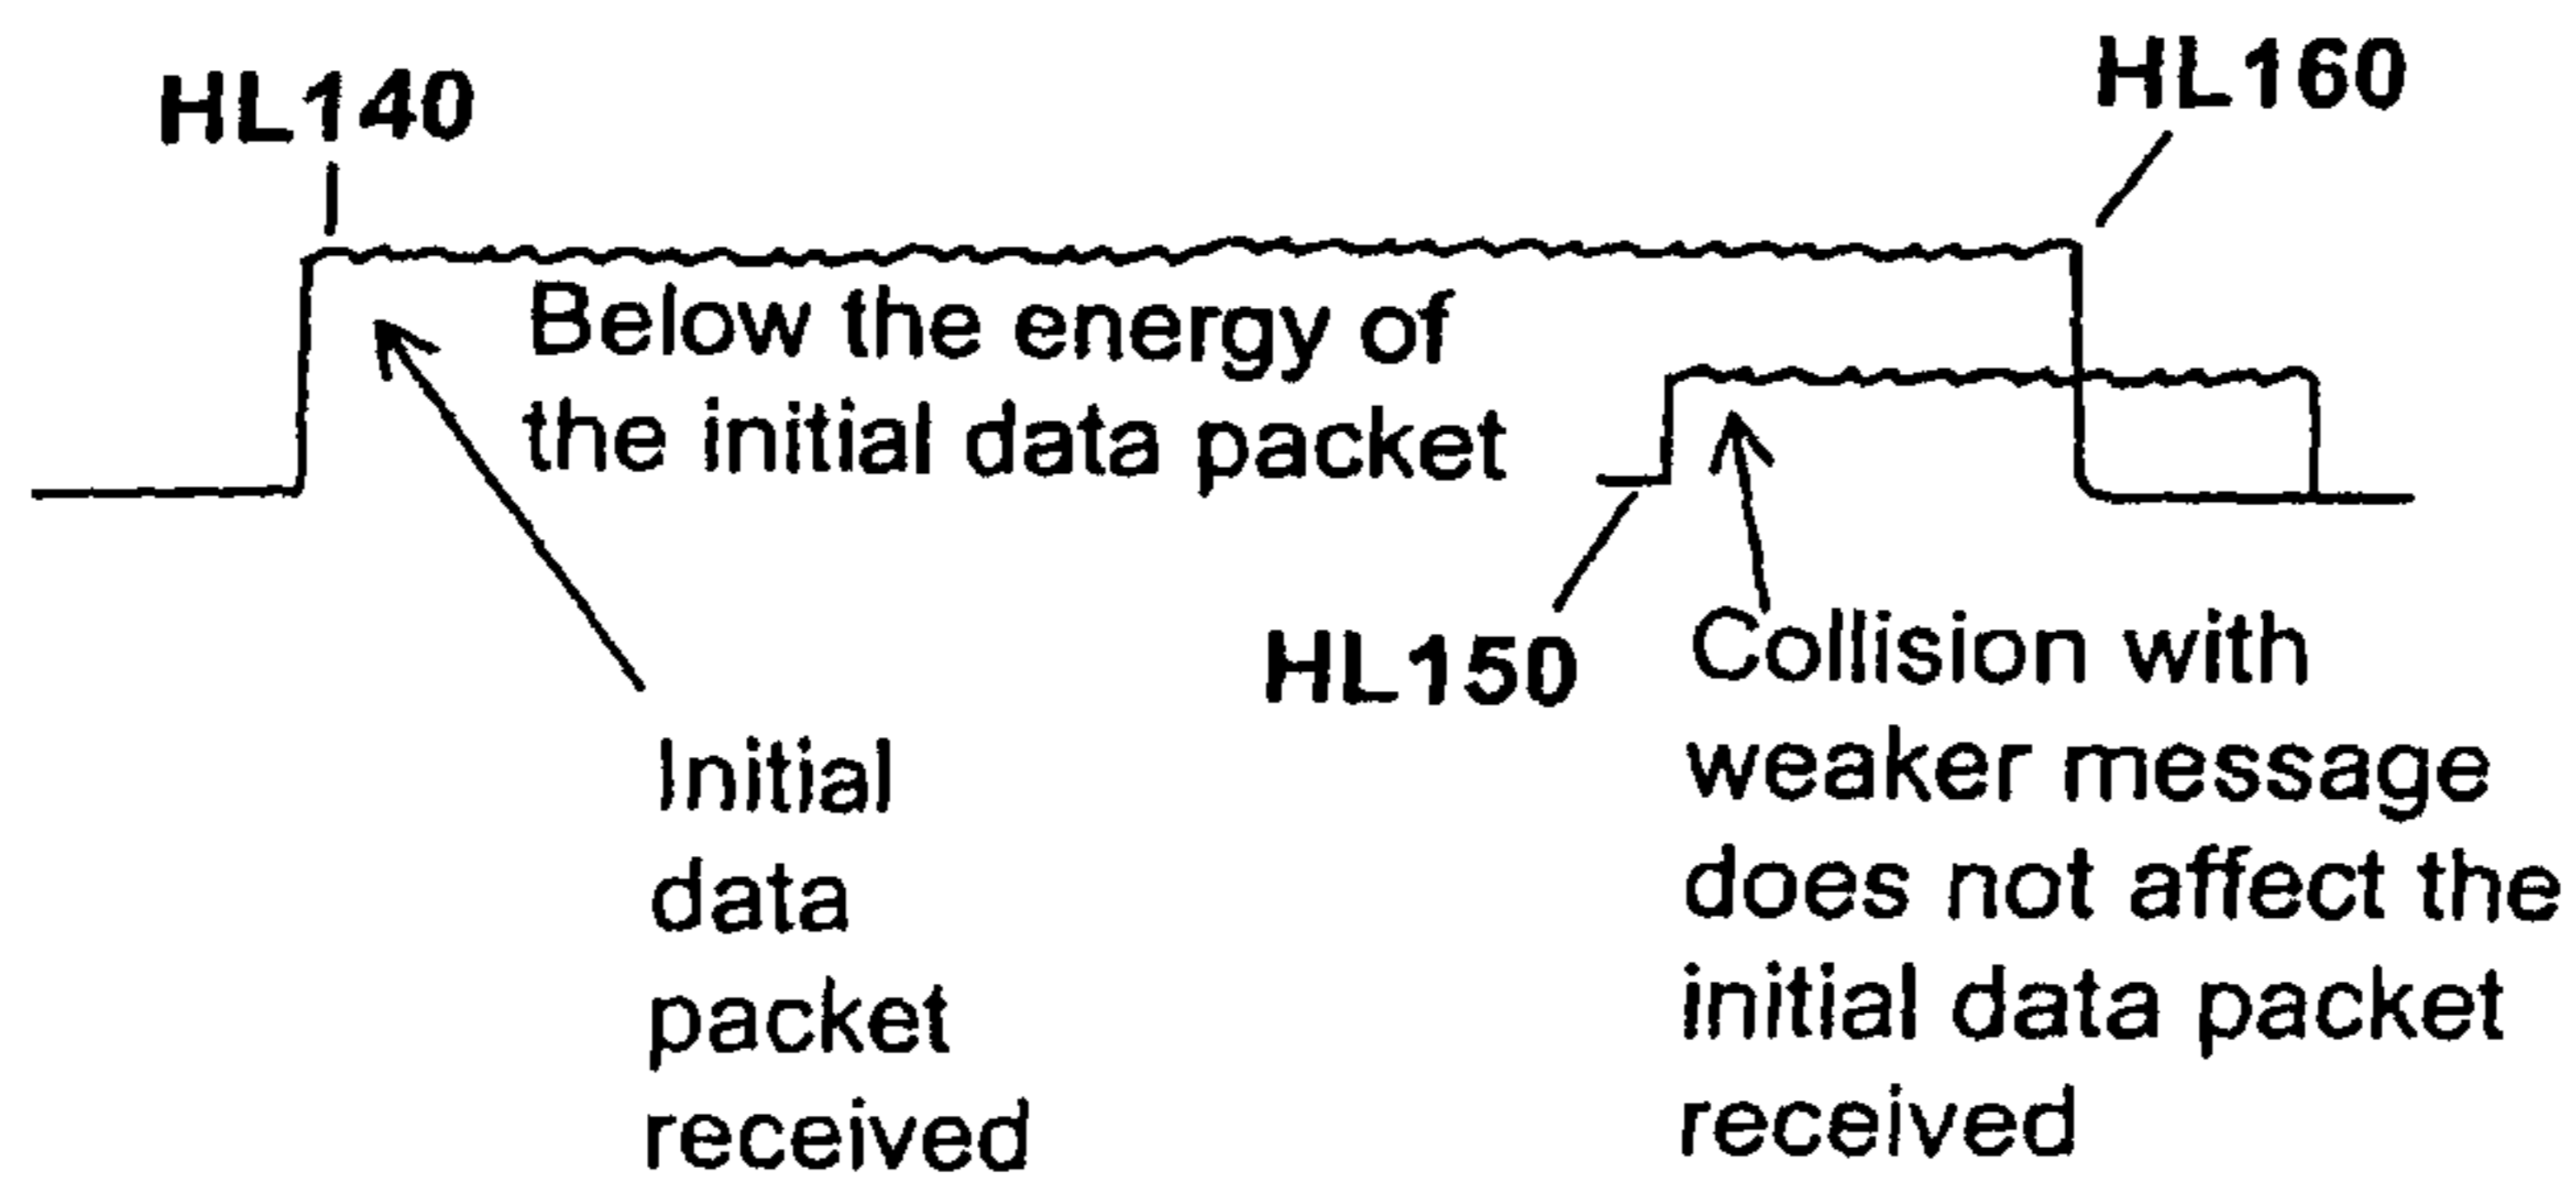 HL140
HL160
Below the energy of
the initial data packet
HL150
Initial
data
packet
received
Collision with
weaker message
does not affect the
initial data packet
received